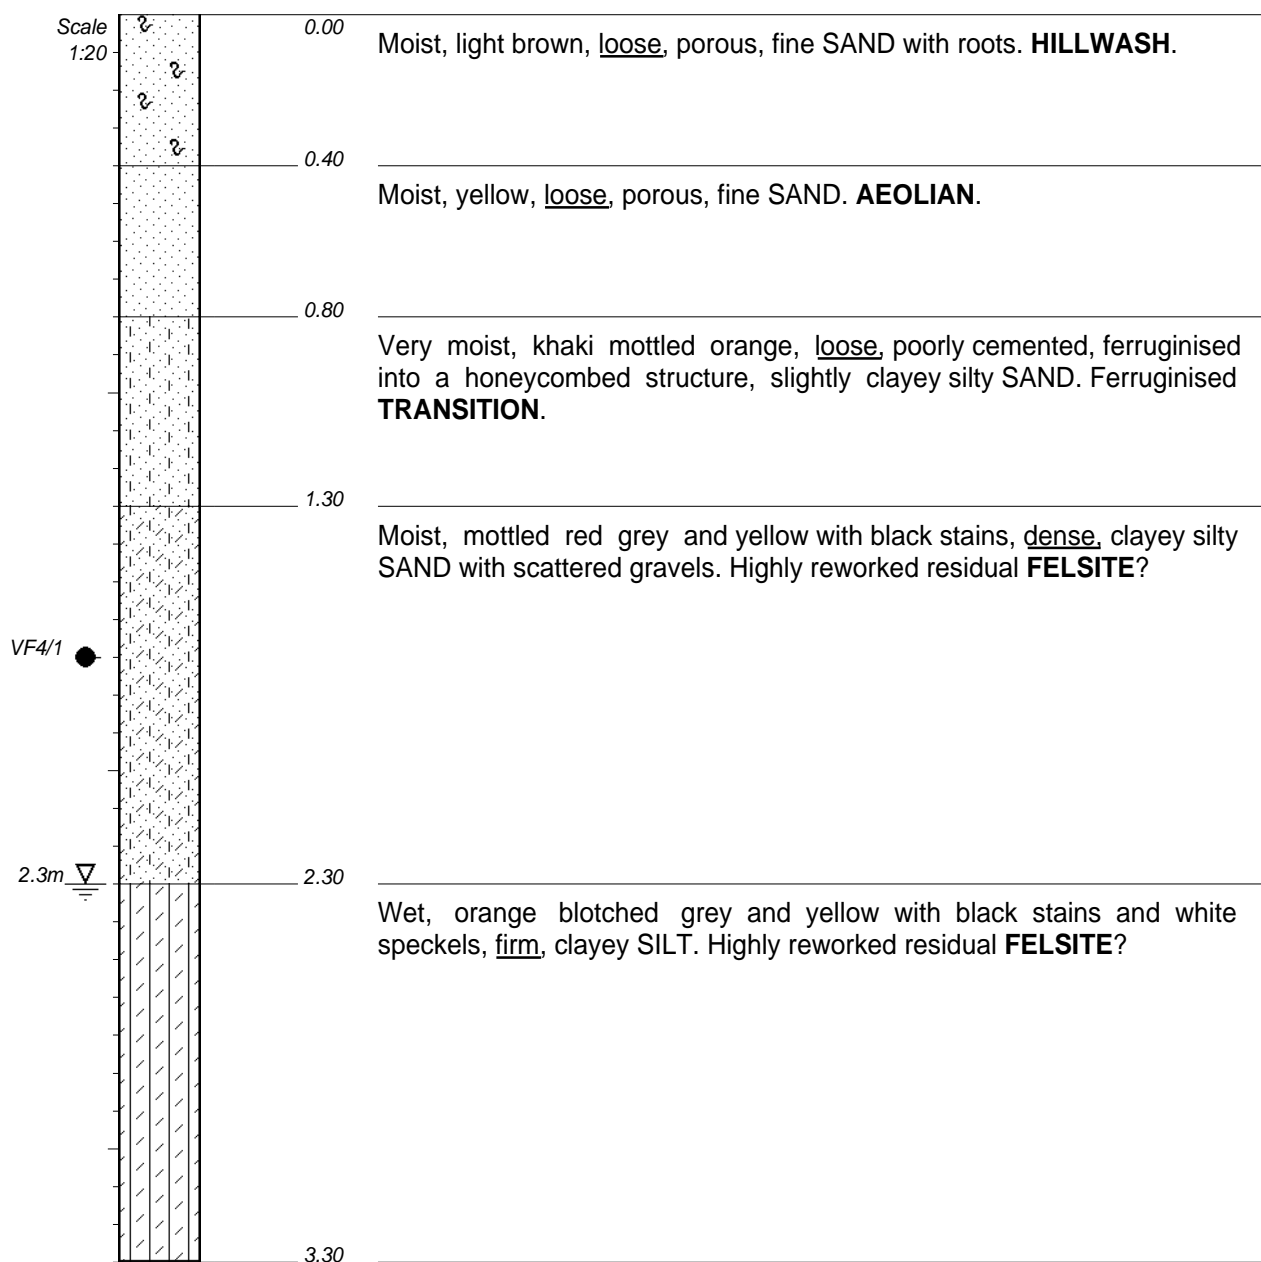 Scale
1:20
0.00
Moist, light brown, loose, porous, fine SAND with roots. HILLWASH.
0.40
Moist, yellow, loose, porous, fine SAND. AEOLIAN.
0.80
Very moist, khaki mottled orange, loose, poorly cemented, ferruginised
into a honeycombed structure, slightly clayey silty SAND. Ferruginised
TRANSITION.
1.30
Moist, mottled red grey and yellow with black stains, dense, clayey silty
SAND with scattered gravels. Highly reworked residual FELSITE?
VF4/1
2.3m
2.30
Wet, orange blotched grey and yellow with black stains and white
speckels, firm, clayey SILT. Highly reworked residual FELSITE?
3.30